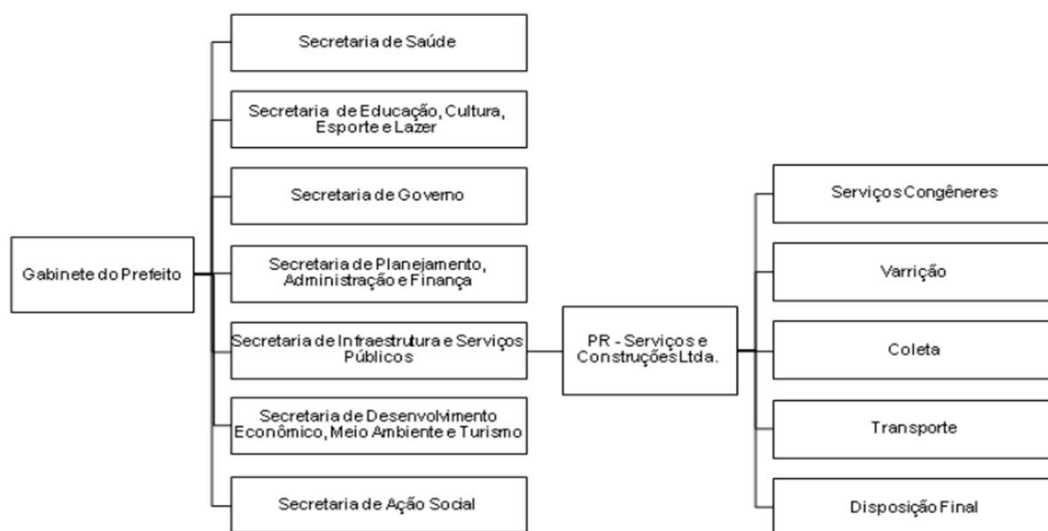 Secretaria de Saúde
Secretaria de Educação, Cultura,
Esporte e Lazer
Secretaria de Governo
Gabinete do Prefeito
Secretaria de Planejamento,
Administração e Finança
Secretaria de Infraestrutura e Serviços
Públicos
Secretaria de Desenvolvimento
Econômico, Meio Ambiente e Turismo
Secretaria de Ação Social
PR - Serviços e
Construções Ltda.
Serviços Congêneres
Varrição
Coleta
Transporte
Disposição Final